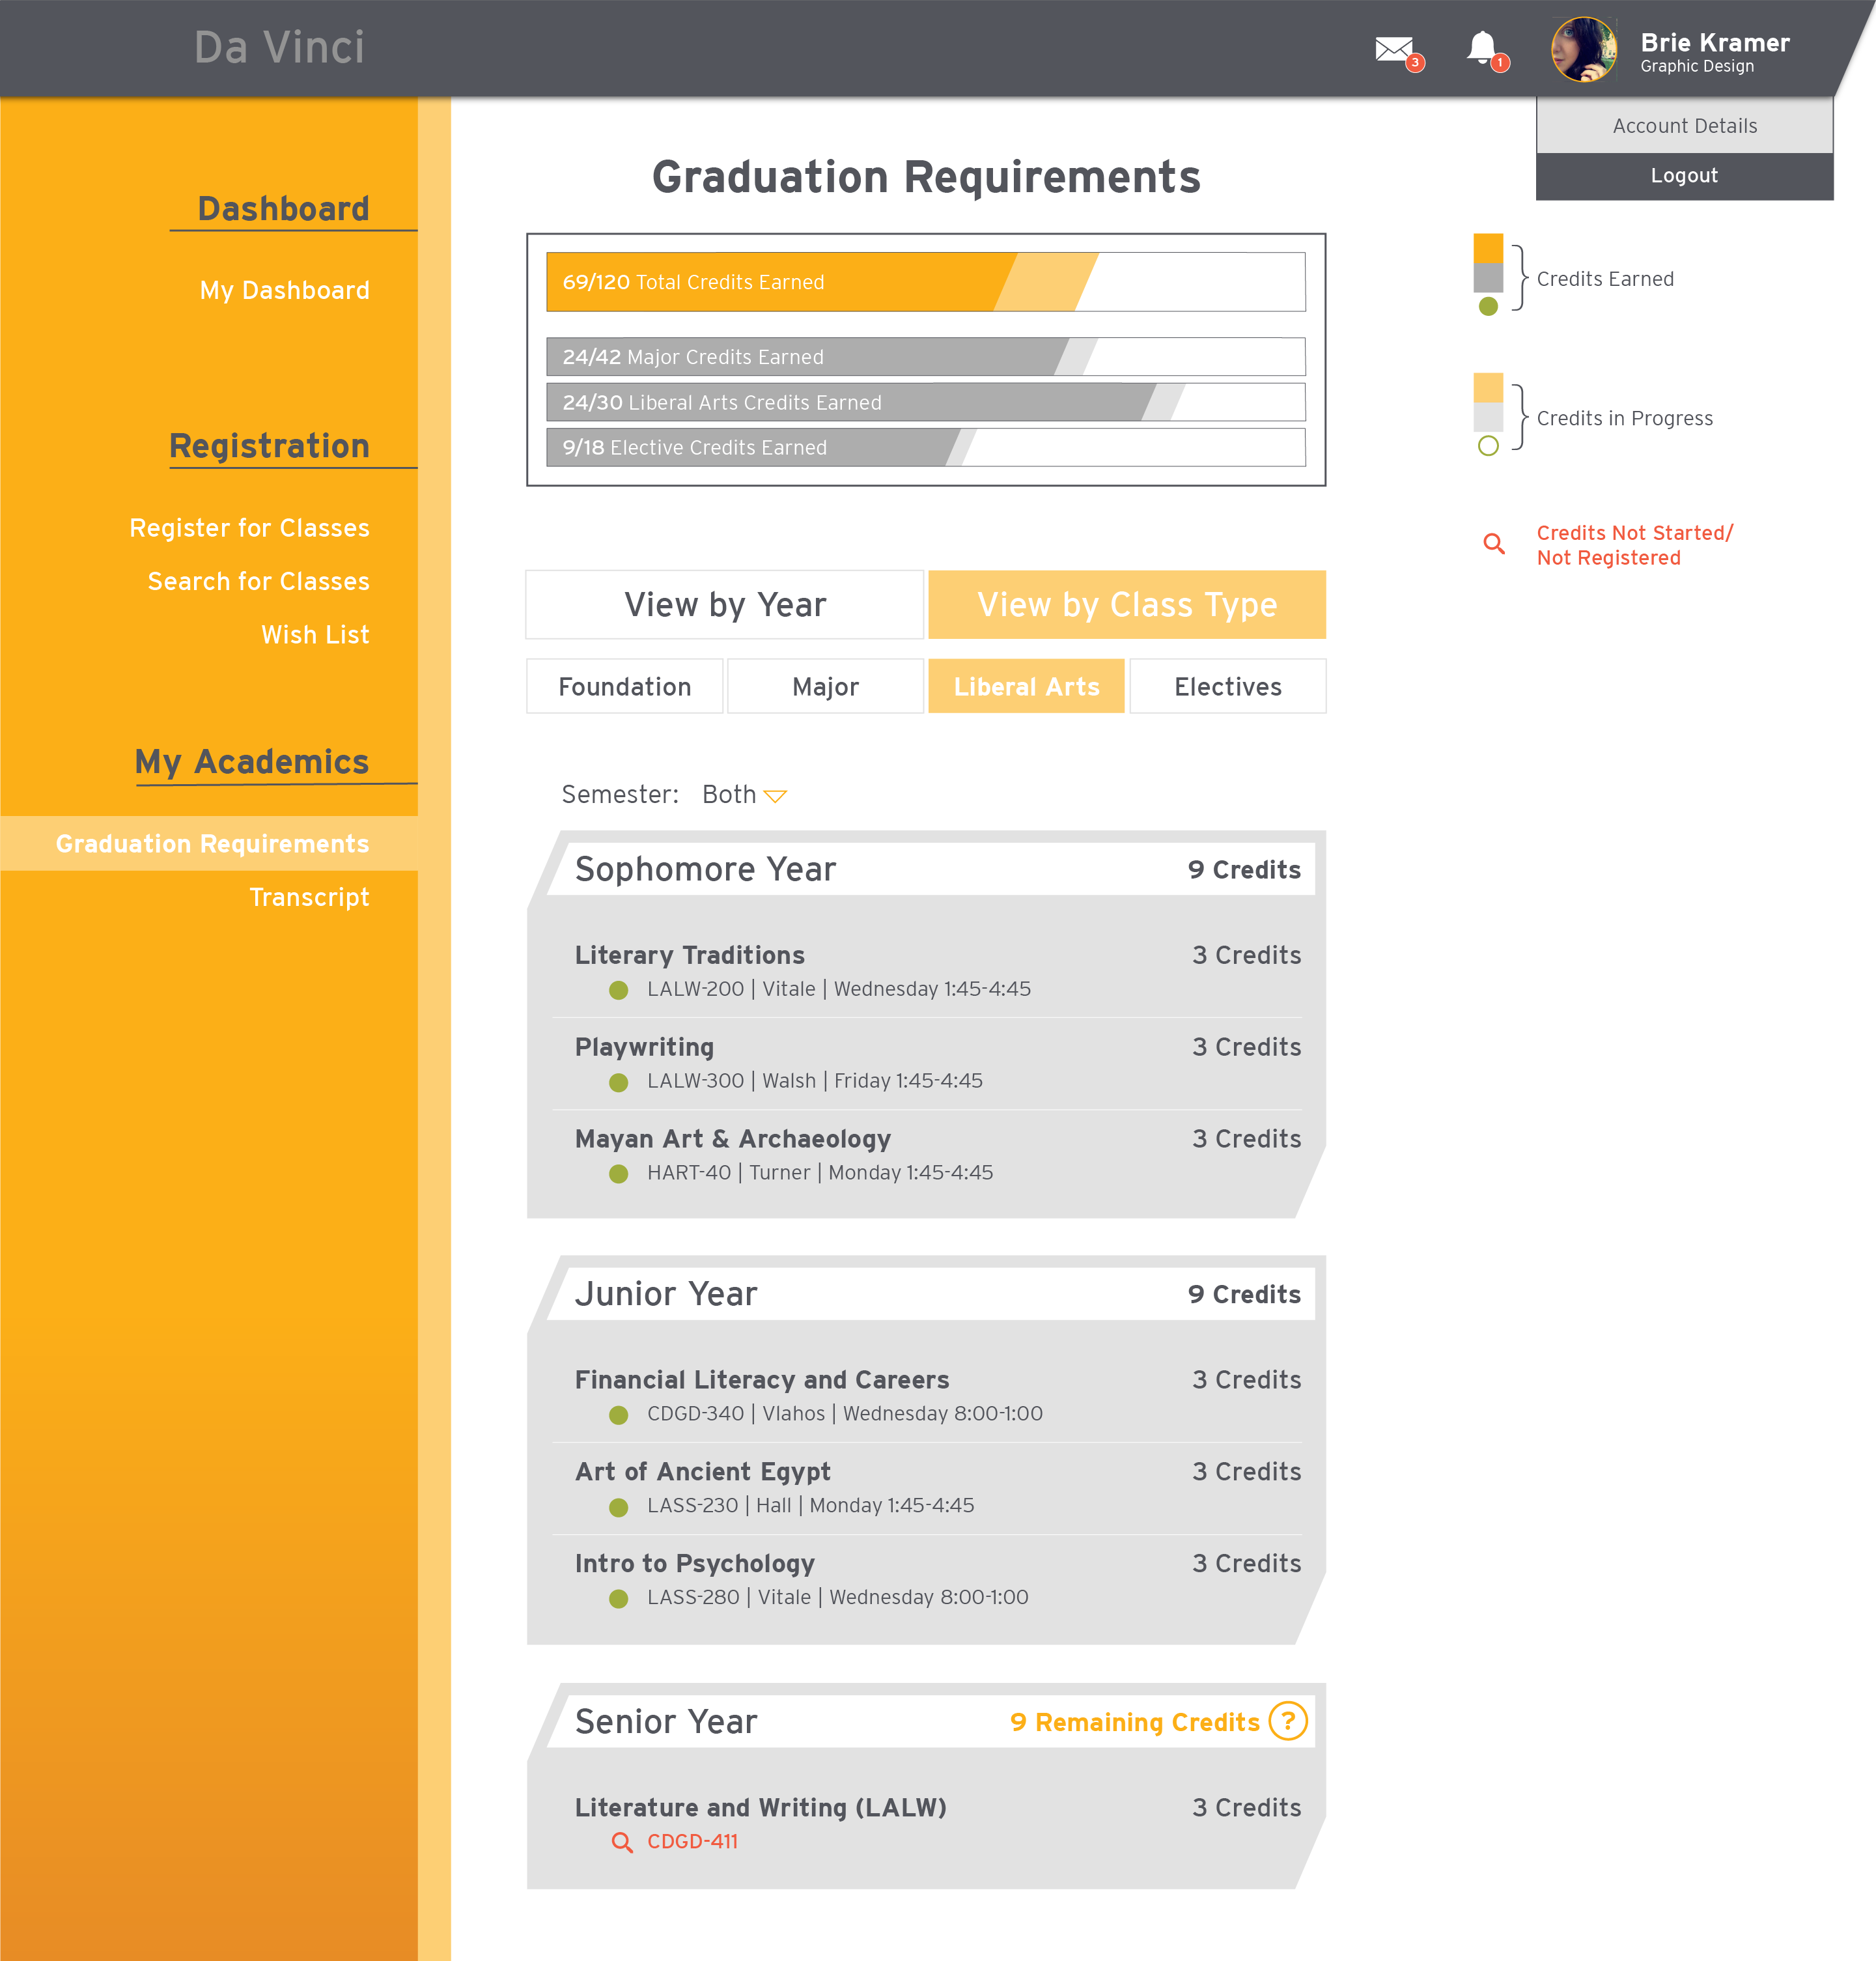 Da Vinci
3
1
Brie Kramer
Graphic Design
Account Details
Logout
Dashboard
My Dashboard
Registration
Register for Classes
Search for Classes
Wish List
My Academics
Graduation Requirements
Transcript
Graduation Requirements
69/120 Total Credits Earned
24/42 Major Credits Earned
24/30 Liberal Arts Credits Earned
9/18 Elective Credits Earned
Credits Earned
Credits in Progress
Credits Not Started/
Not Registered
View by Year
View by Class Type
Foundation
Major
Liberal Arts
Electives
Semester: Both
Sophomore Year 9 Credits
Literary Traditions 3 Credits
LALW-200 | Vitale | Wednesday 1:45-4:45
Playwriting 3 Credits
LALW-300 | Walsh | Friday 1:45-4:45
Mayan Art & Archaeology 3 Credits
HART-40 | Turner | Monday 1:45-4:45
Junior Year 9 Credits
Financial Literacy and Careers 3 Credits
CDGD-340 | Vlahos | Wednesday 8:00-1:00
Art of Ancient Egypt 3 Credits
LASS-230 | Hall | Monday 1:45-4:45
Intro to Psychology 3 Credits
LASS-280 | Vitale | Wednesday 8:00-1:00
Senior Year 9 Remaining Credits ?
Literature and Writing (LALW) 3 Credits
CDGD-411